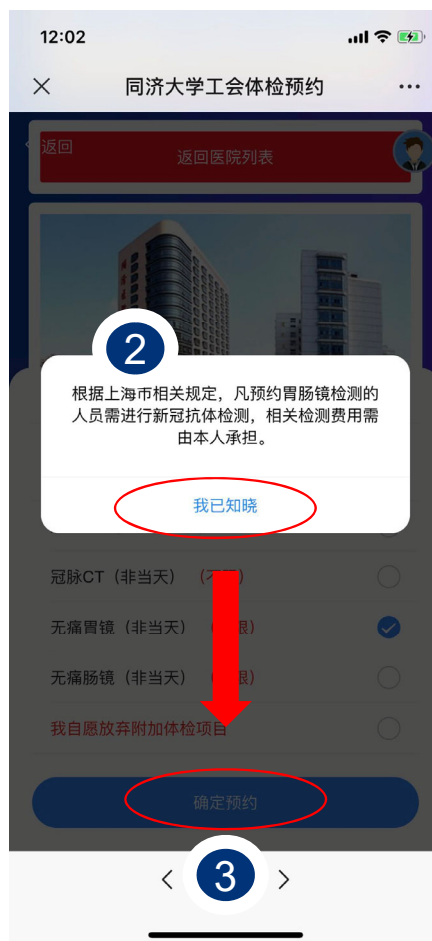 12:02
同济大学工会体检预约
返回
返回医院列表
2
根据上海市相关规定，凡预约胃肠镜检测的
人员需进行新冠抗体检测，相关检测费用需
由本人承担。
我已知晓
冠脉CT（非当天）
无痛胃镜（非当天）
无痛肠镜（非当天）
我自愿放弃附加体检项目
确定预约
3